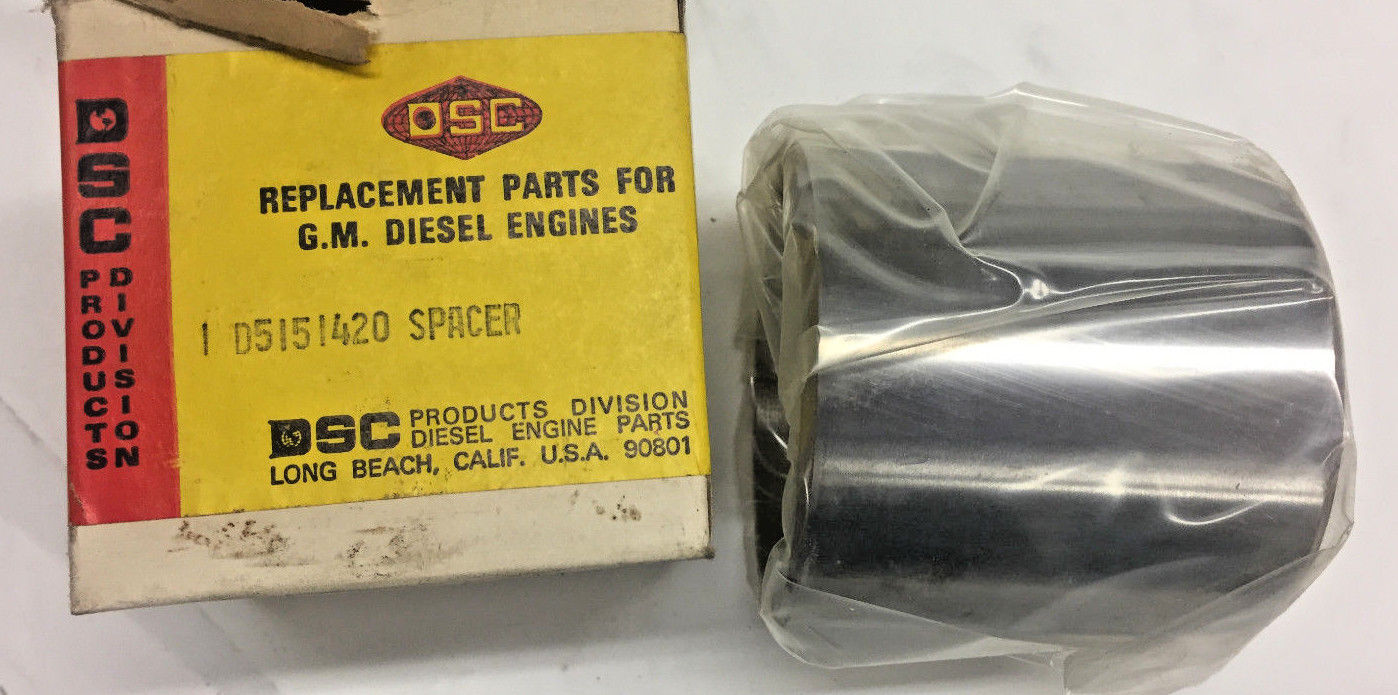 DSC
PRODUCTS
DIVISION
DSC
REPLACEMENT PARTS FOR
G.M. DIESEL ENGINES
1 D5151420 SPACER
DSC PRODUCTS DIVISION
DIESEL ENGINE PARTS
LONG BEACH, CALIF. U.S.A. 90801